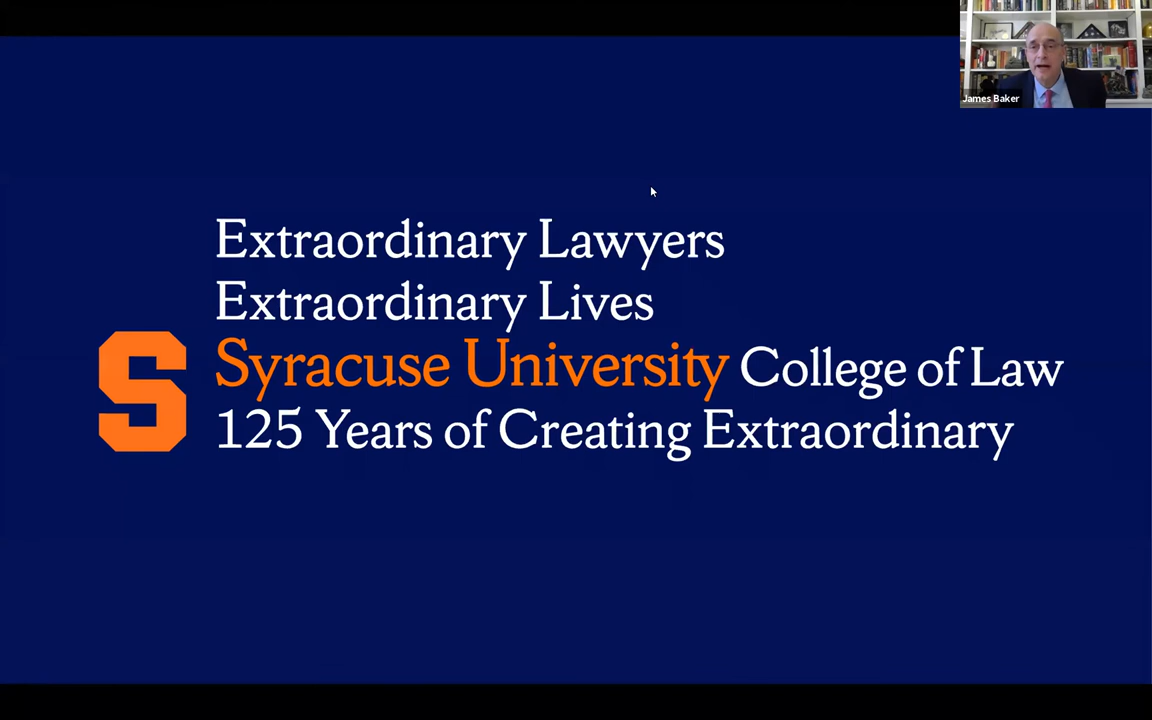 James Baker
Extraordinary Lawyers
Extraordinary Lives
S
Syracuse University College of Law
125 Years of Creating Extraordinary